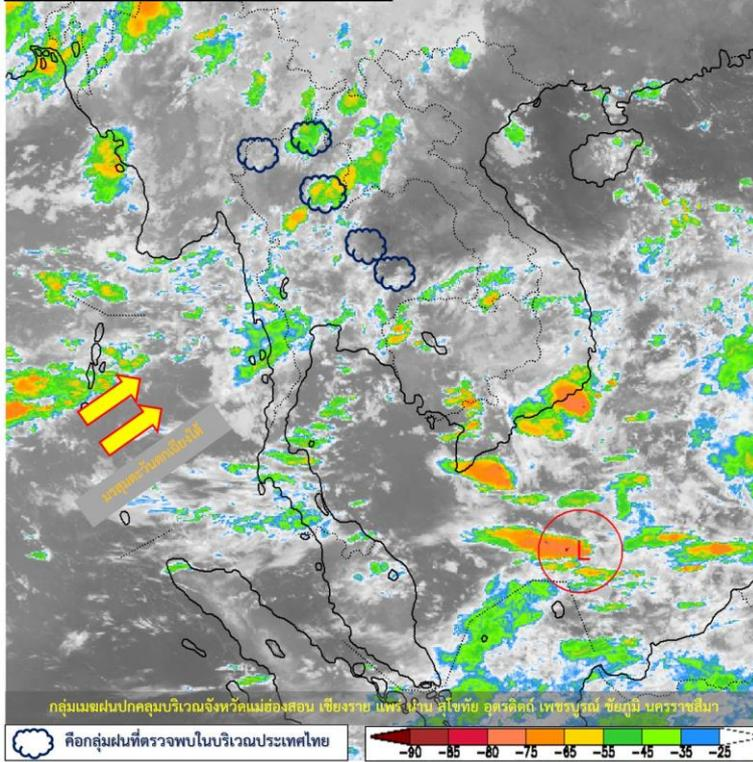 มรสุมตะวันตกเฉียงใต้
L
กลุ่มเมฆฝนปกคลุมบริเวณจังหวัดแม่ฮ่องสอน เชียงราย แพร่ น่าน สุโขทัย อุตรดิตถ์ เพชรบูรณ์ ชัยภูมิ นครราชสีมา
คือกลุ่มฝนที่ตรวจพบในบริเวณประเทศไทย
-90 -85 -80 -75 -65 -55 -45 -35 -25